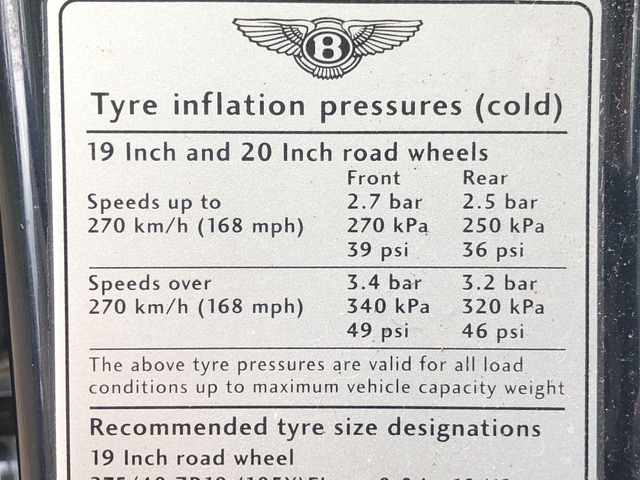 B
Tyre inflation pressures (cold)
19 Inch and 20 Inch road wheels
Front Rear
Speeds up to 2.7 bar 2.5 bar
270 km/h (168 mph) 270 kPa 250 kPa
39 psi 36 psi
Speeds over 3.4 bar 3.2 bar
270 km/h (168 mph) 340 kPa 320 kPa
49 psi 46 psi
The above tyre pressures are valid for all load
conditions up to maximum vehicle capacity weight
Recommended tyre size designations
19 Inch road wheel